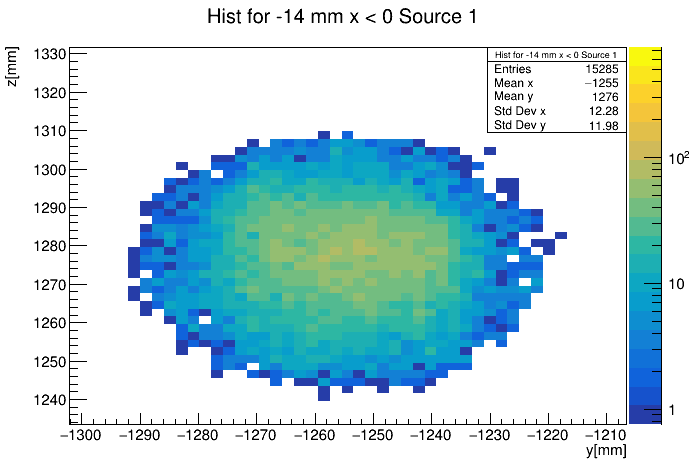 Hist for -14 mm x < 0 Source 1
z[mm]
1330
1320
1310
1300
1290
1280
1270
1260
1250
1240
−1300 −1290 −1280 −1270 −1260 −1250 −1240 −1230 −1220 −1210
y[mm]
Hist for -14 mm x < 0 Source 1
Entries 15285
Mean x −1255
Mean y 1276
Std Dev x 12.28
Std Dev y 11.98
10²
10
1